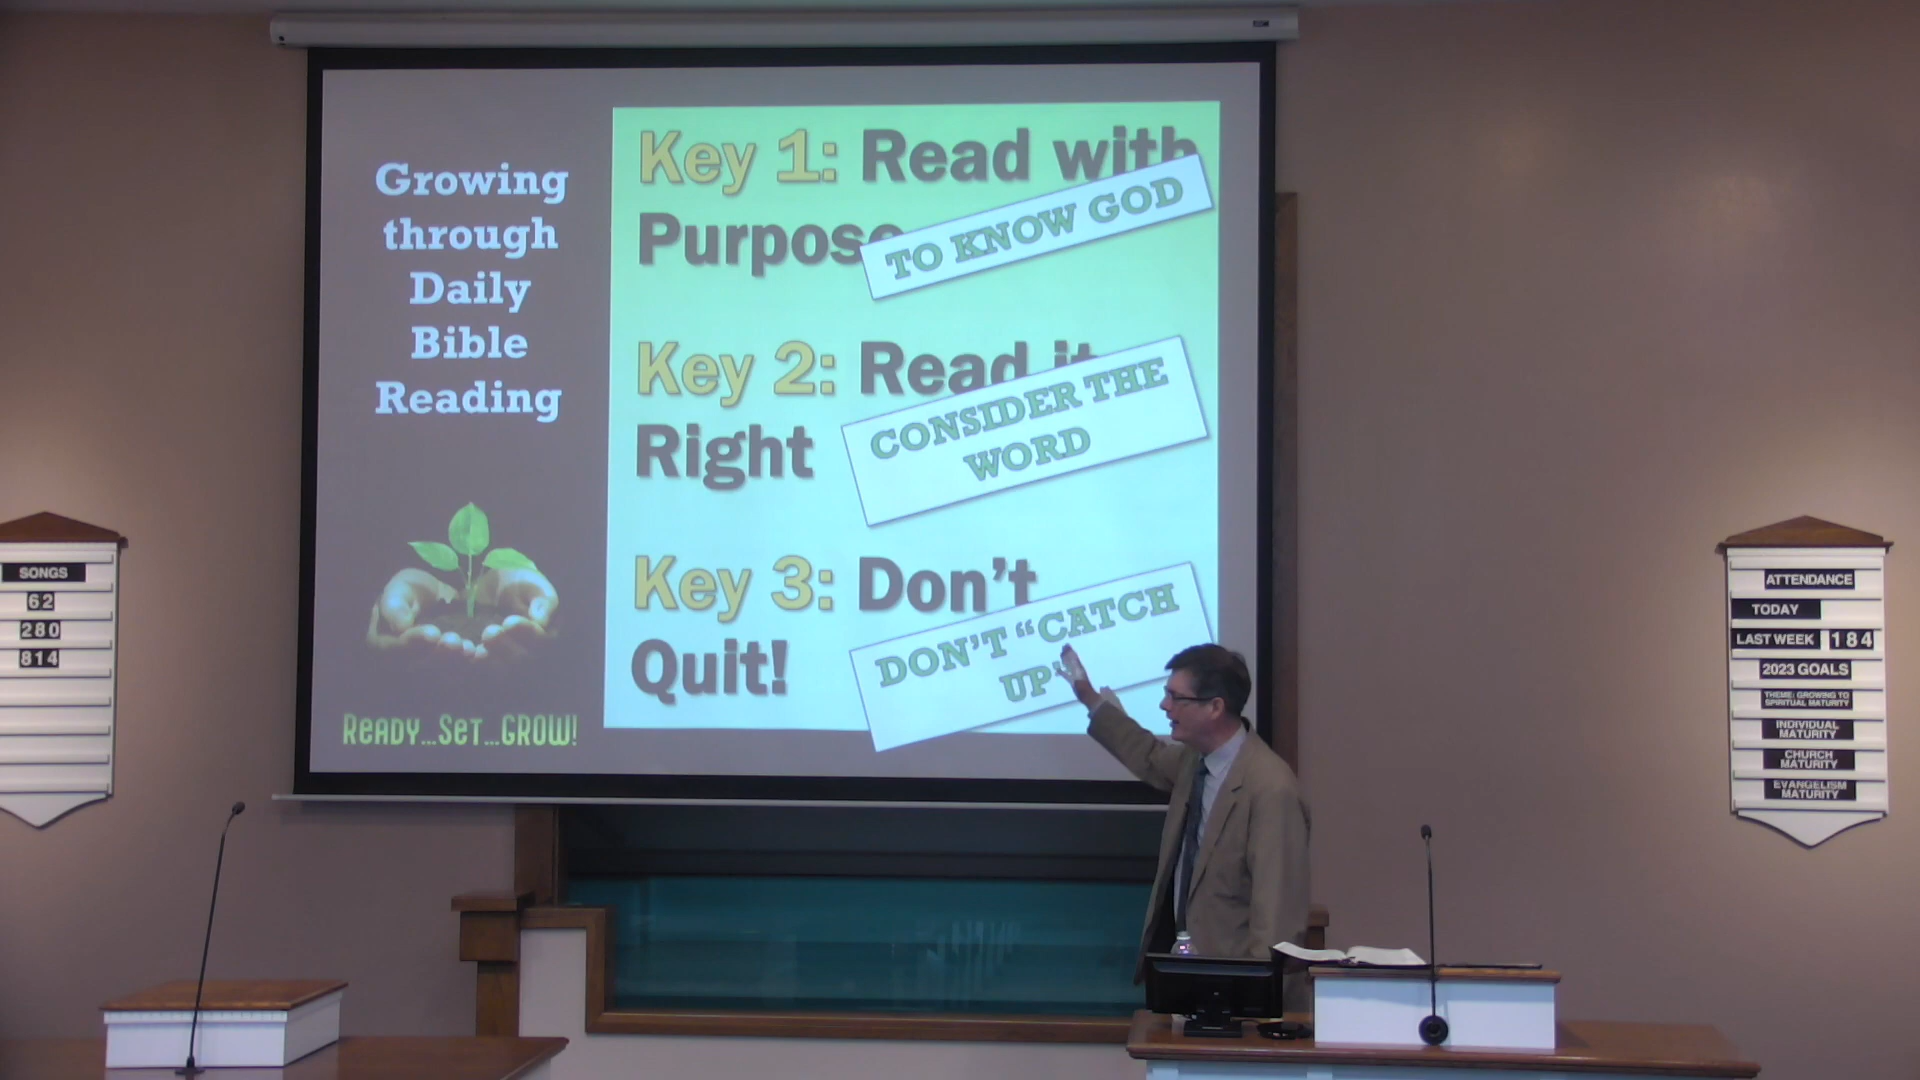 Growing
through
Daily
Bible
Reading
Ready...Set...GROW!
Key 1: Read with
Purpose
TO KNOW GOD
Key 2: Read it
Right
CONSIDER THE
WORD
Key 3: Don't
Quit!
DON'T "CATCH
UP"
SONGS
62
280
814
ATTENDANCE
TODAY
LAST WEEK 184
2023 GOALS
THEME: GROWING TO
SPIRITUAL MATURITY
INDIVIDUAL
MATURITY
CHURCH
MATURITY
EVANGELISM
MATURITY